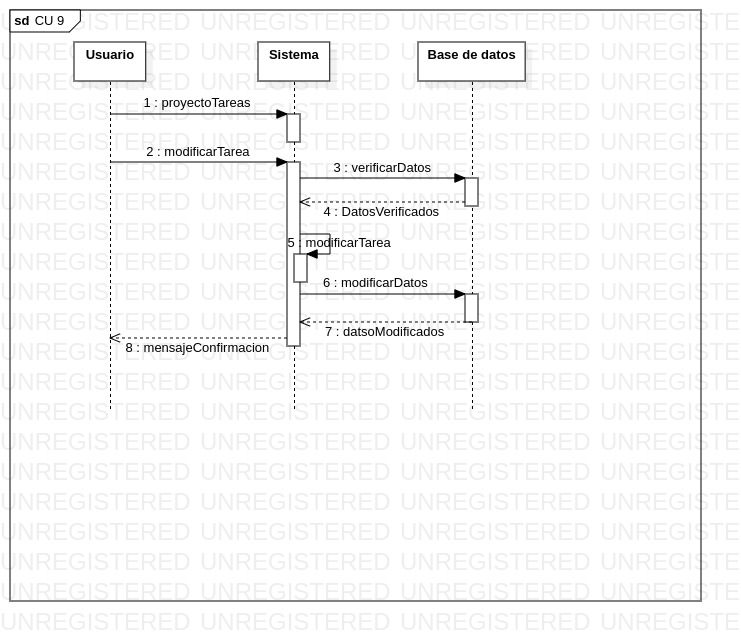 sd CU 9
Usuario Sistema Base de datos
1 : proyectoTareas
2 : modificarTarea
3 : verificarDatos
4 : DatosVerificados
5 : modificarTarea
6 : modificarDatos
7 : datsoModificados
8 : mensajeConfirmacion
UNREGISTERED UNREGISTERED UNREGISTERED UNREGISTERED